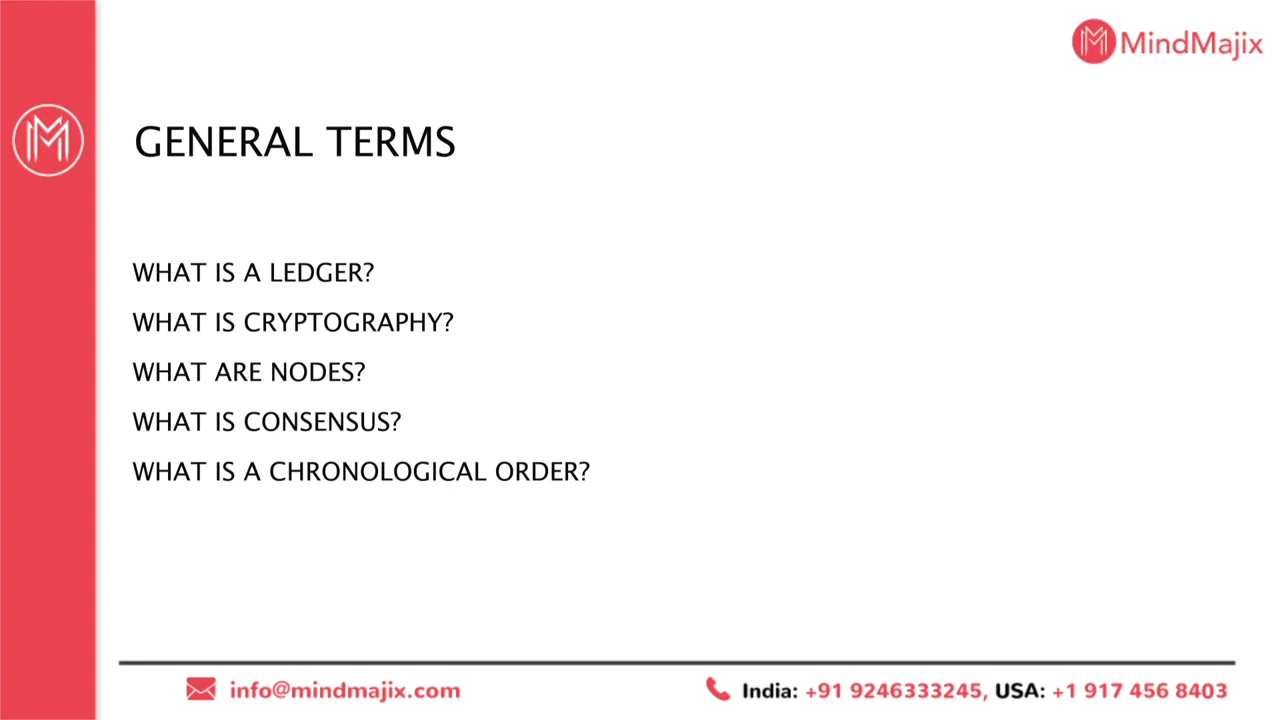 MindMajix
GENERAL TERMS
WHAT IS A LEDGER?
WHAT IS CRYPTOGRAPHY?
WHAT ARE NODES?
WHAT IS CONSENSUS?
WHAT IS A CHRONOLOGICAL ORDER?
info@mindmajix.com
India: +91 9246333245, USA: +1 917 456 8403